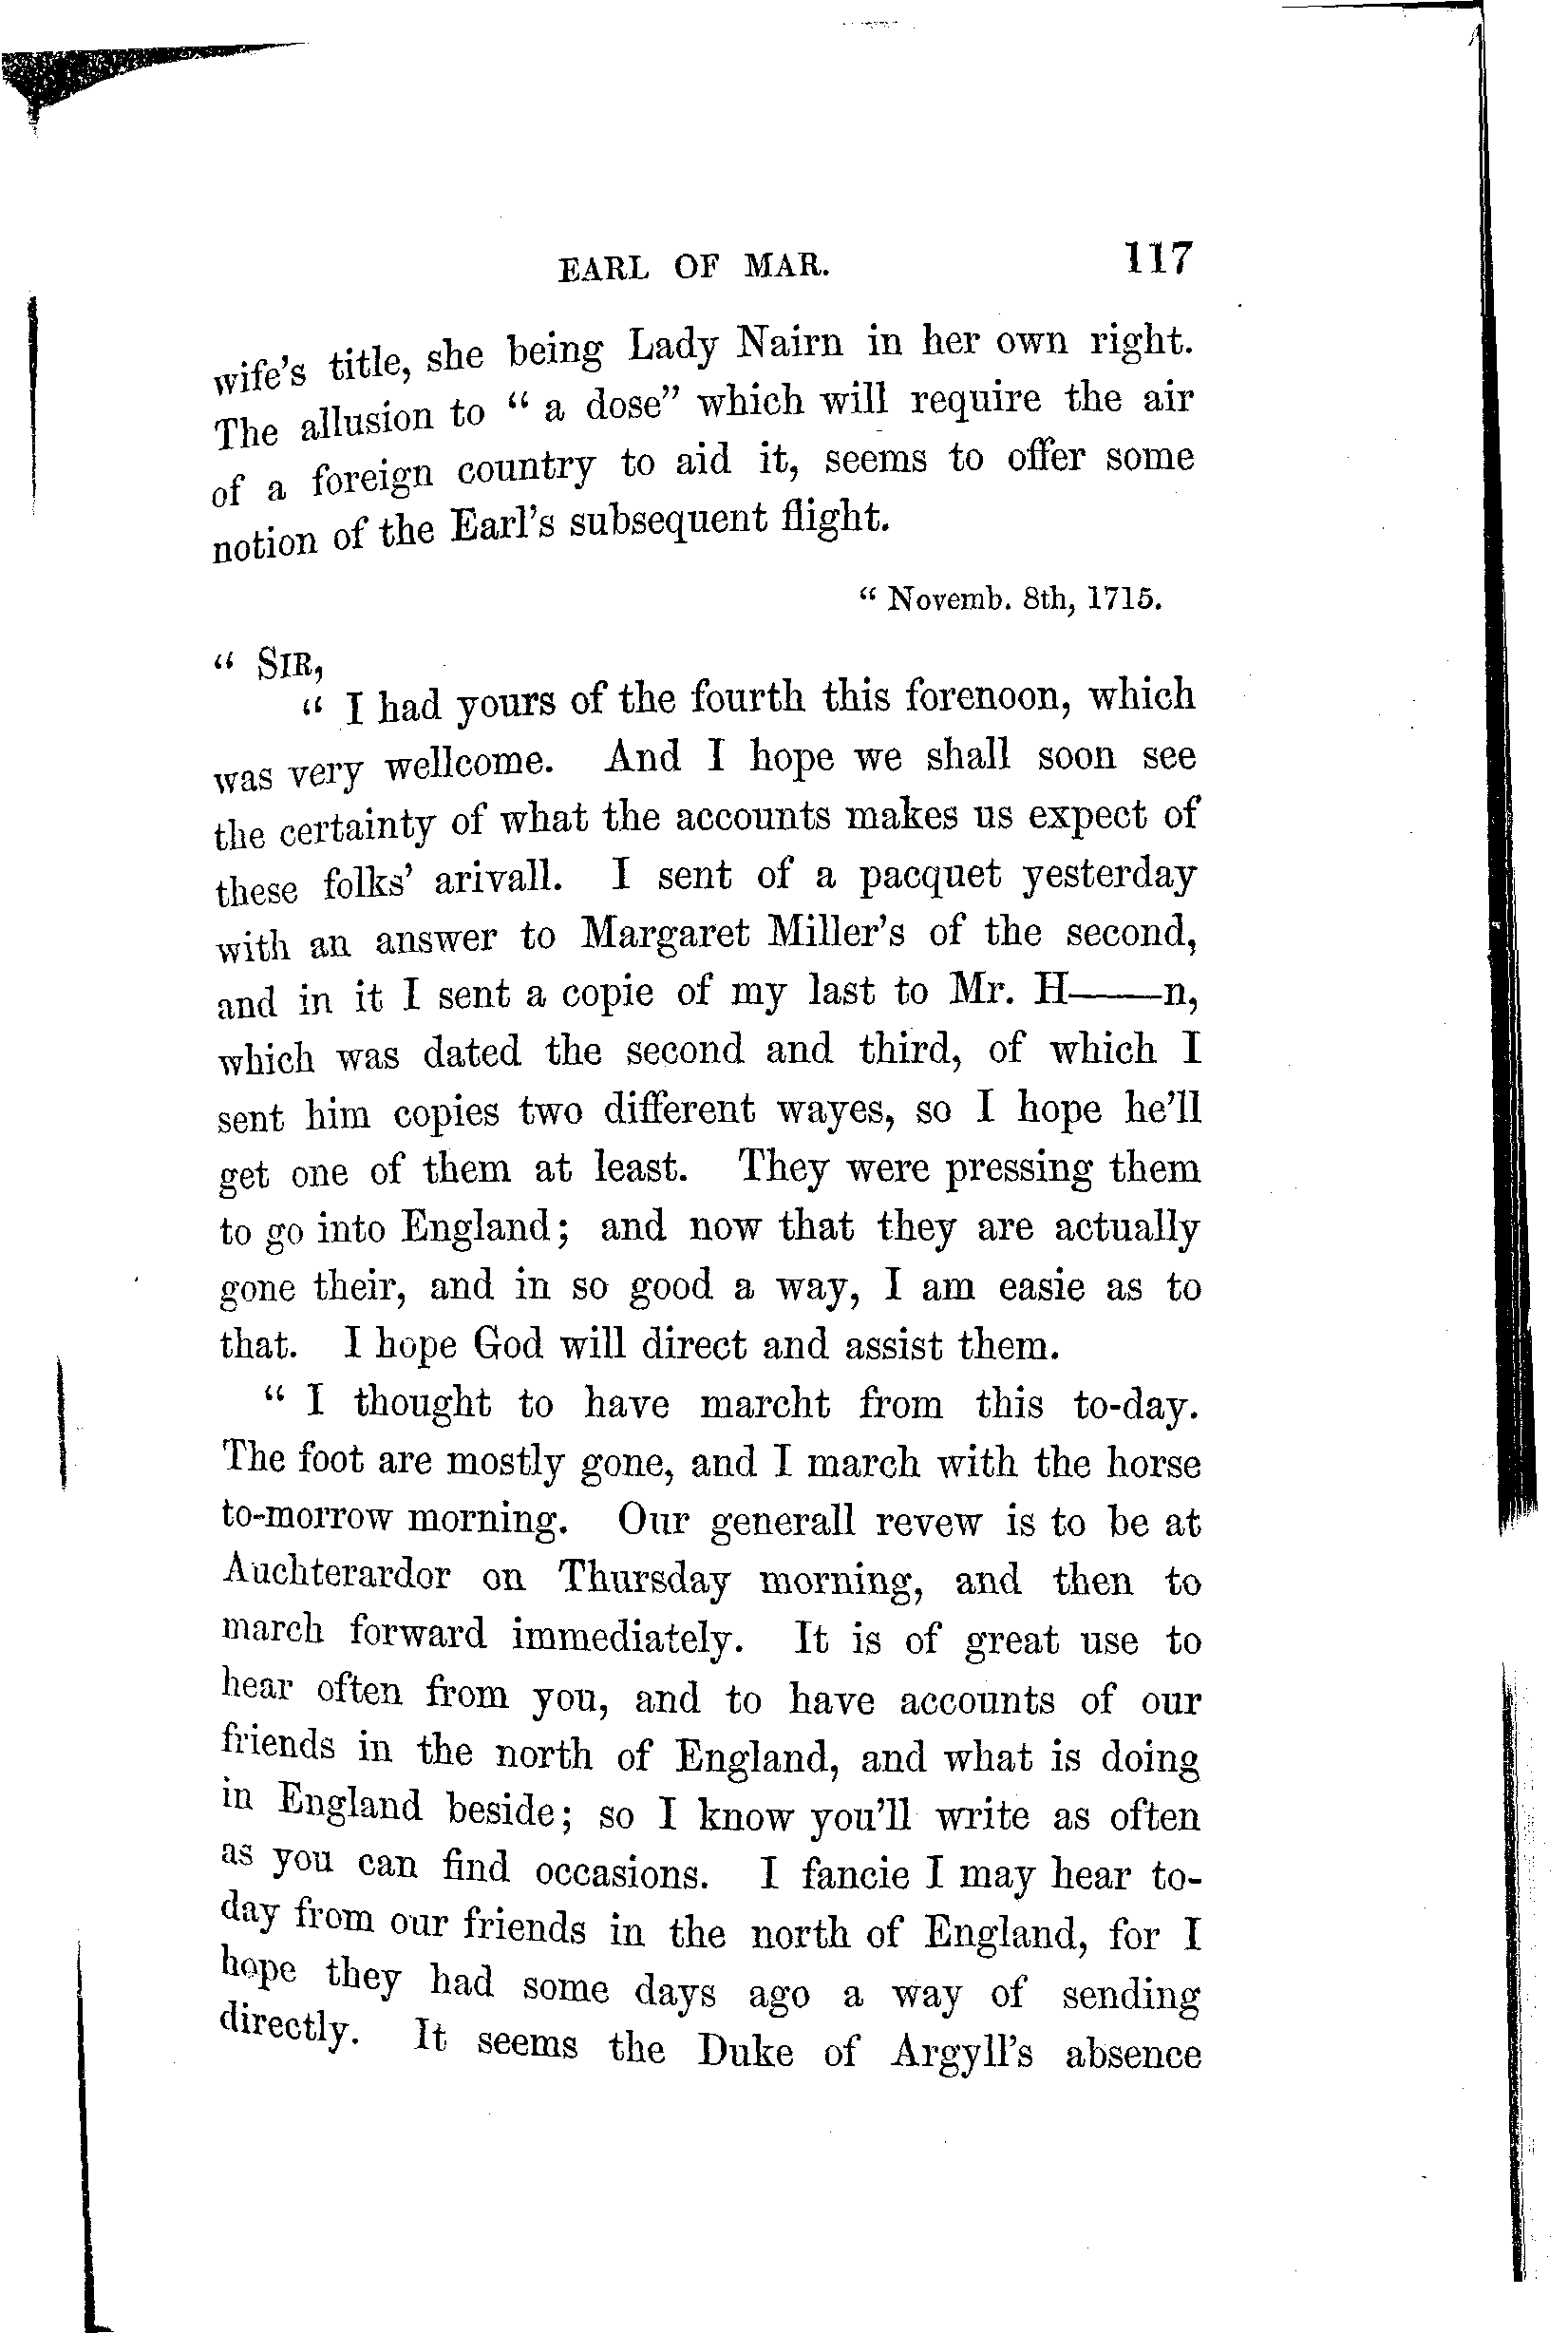 EARL OF MAR. 117
wife's title, she being Lady Nairn in her own right.
The allusion to “ a dose” which will require the air
of a foreign country to aid it, seems to offer some
notion of the Earl's subsequent flight.
“ Novemb. 8th, 1715.
“ SIR,
“ I had yours of the fourth this forenoon, which
was very wellcome. And I hope we shall soon see
the certainty of what the accounts makes us expect of
these folks' arivall. I sent of a pacquet yesterday
with an answer to Margaret Miller's of the second,
and in it I sent a copie of my last to Mr. H——n,
which was dated the second and third, of which I
sent him copies two different wayes, so I hope he'll
get one of them at least. They were pressing them
to go into England; and now that they are actually
gone their, and in so good a way, I am easie as to
that. I hope God will direct and assist them.
“ I thought to have marcht from this to-day.
The foot are mostly gone, and I march with the horse
to-morrow morning. Our generall revew is to be at
Auchterardor on Thursday morning, and then to
march forward immediately. It is of great use to
hear often from you, and to have accounts of our
friends in the north of England, and what is doing
in England beside; so I know you'll write as often
as you can find occasions. I fancie I may hear to-
day from our friends in the north of England, for I
hope they had some days ago a way of sending
directly. It seems the Duke of Argyll's absence